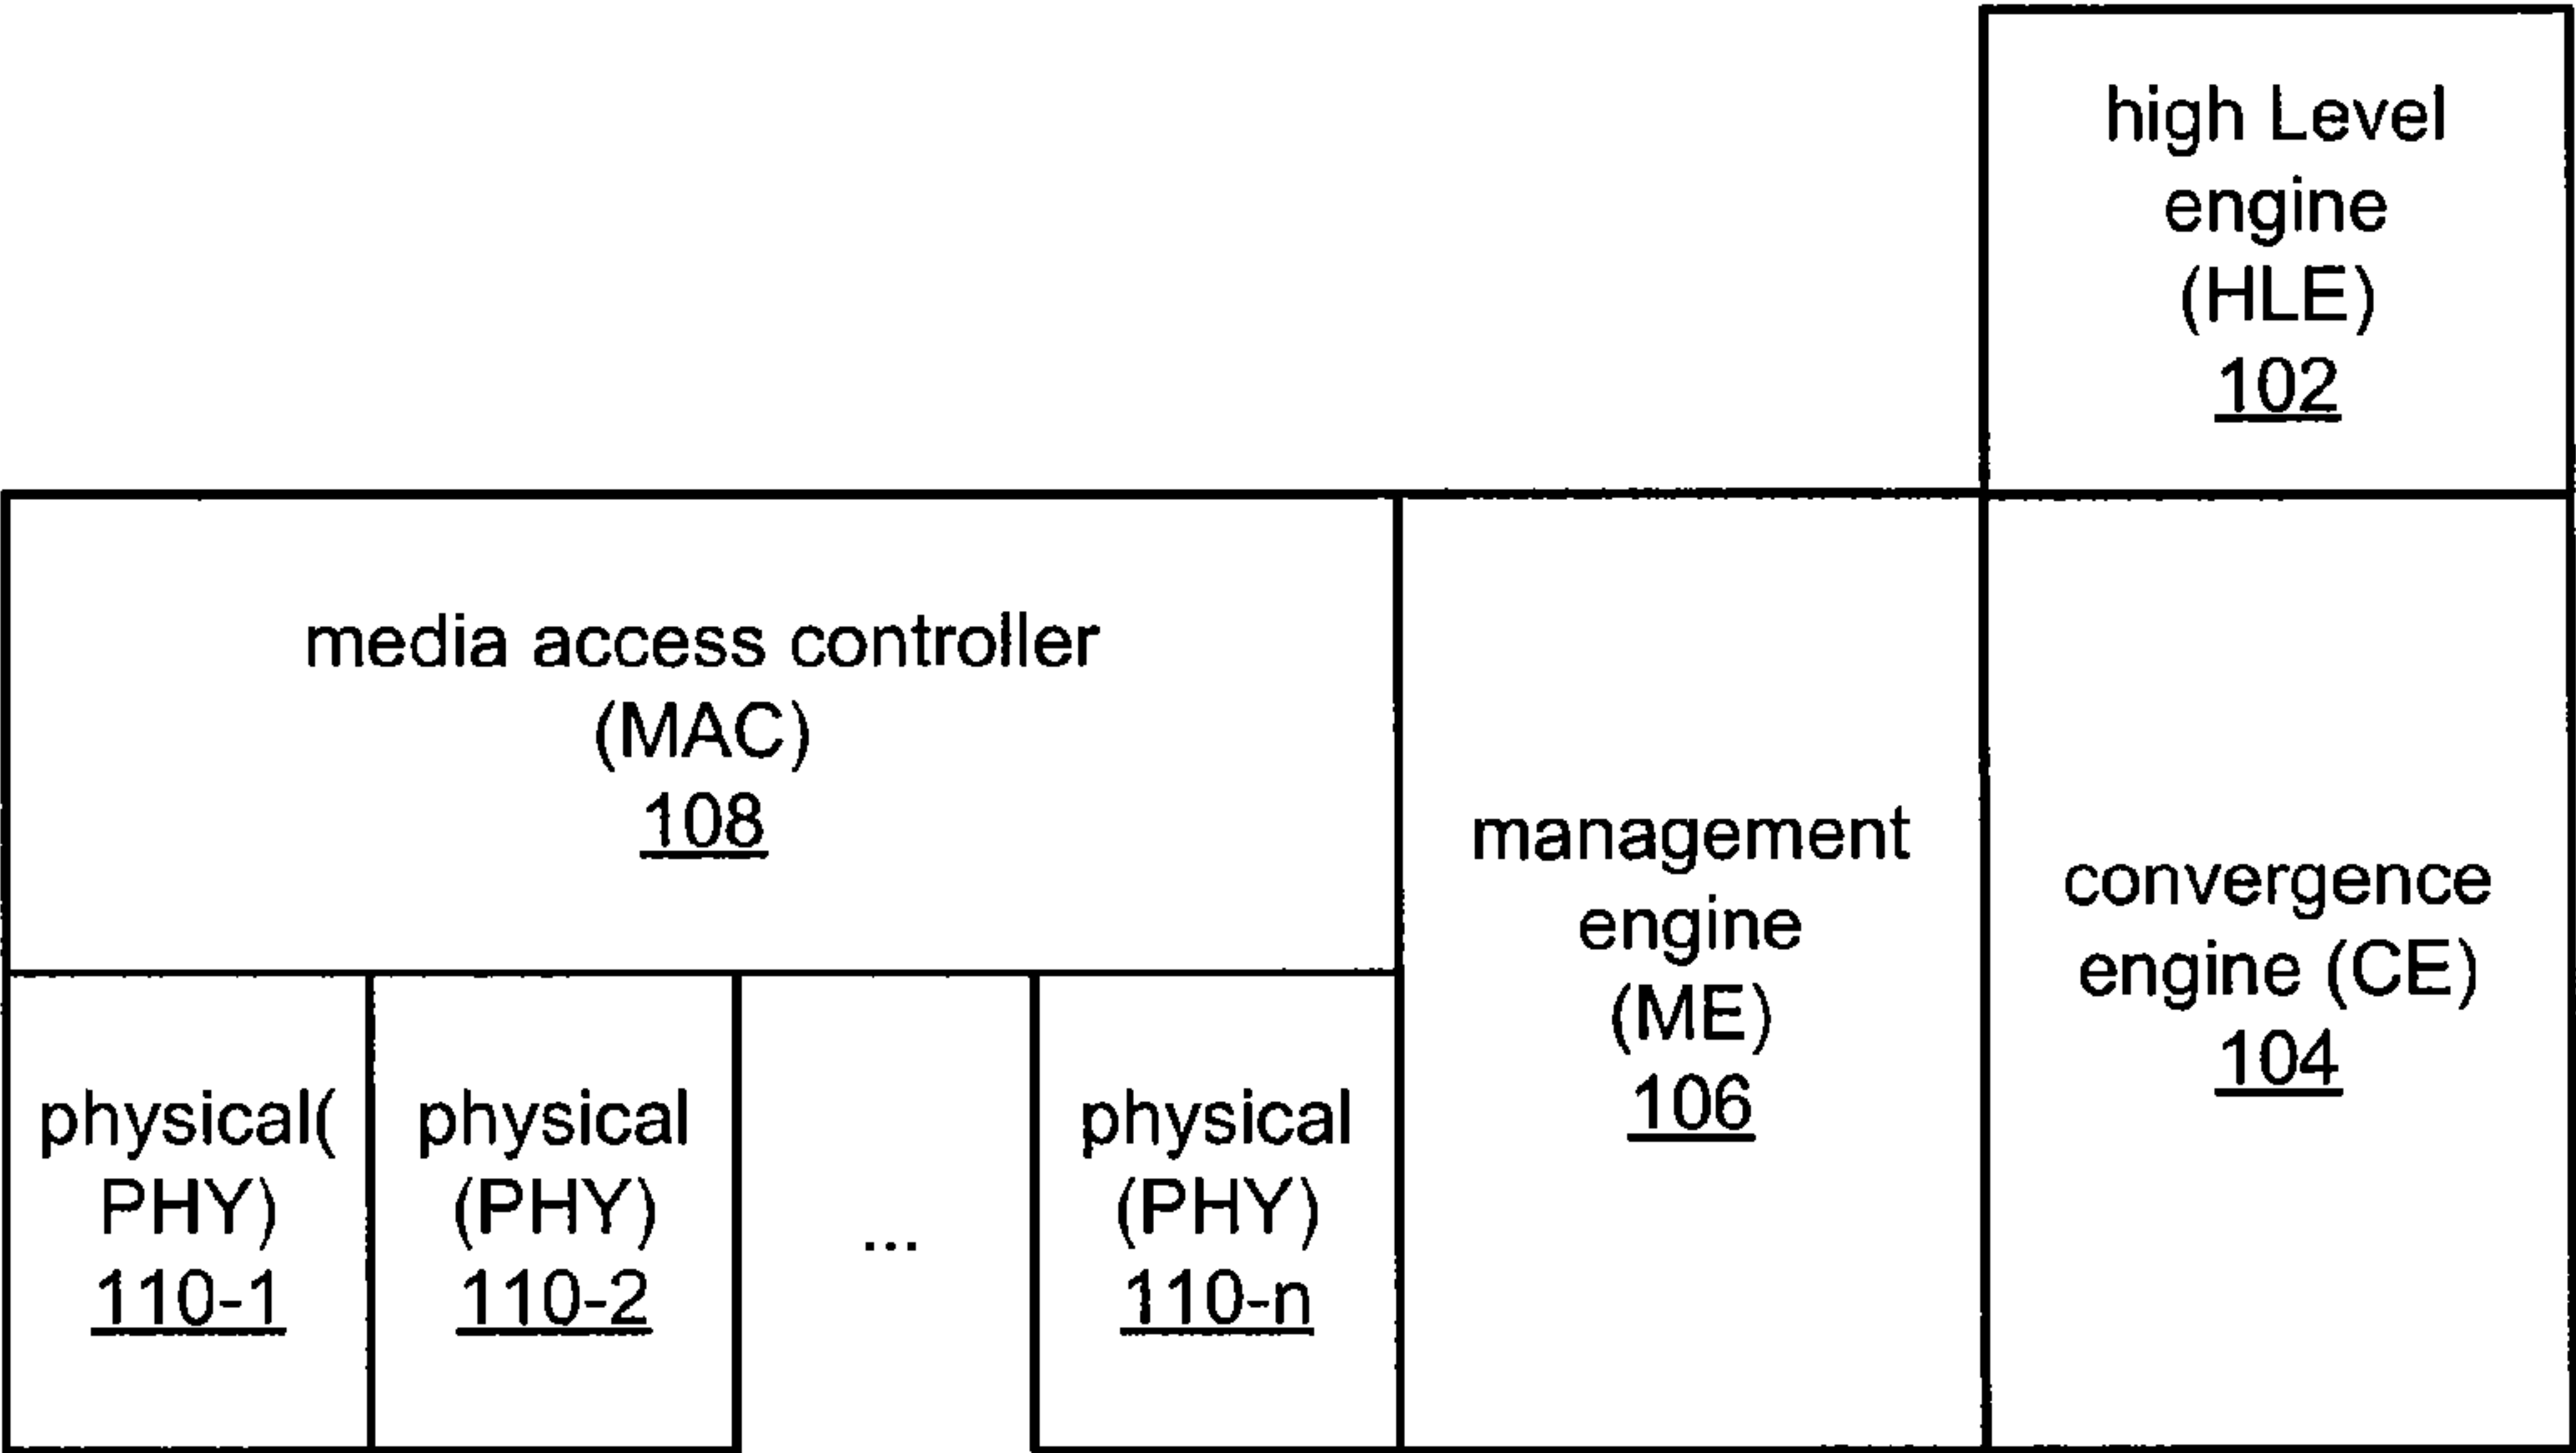 high Level
engine
(HLE)
102
media access controller
(MAC)
108
management
engine
(ME)
106
convergence
engine (CE)
104
physical(
PHY)
110-1
physical
(PHY)
110-2
...
physical
(PHY)
110-n